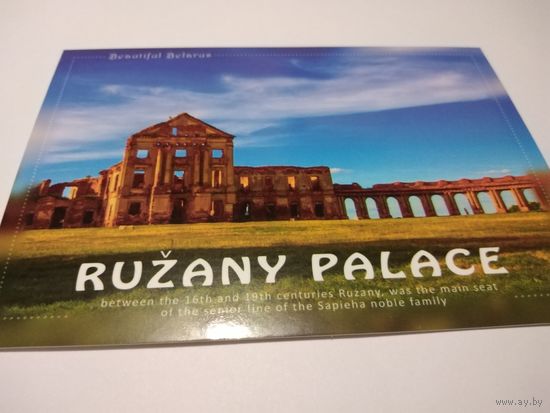 Beautiful Belarus
RUŽANY PALACE
between the 16th and 19th centuries Ruzany, was the main seat
of the senior line of the Sapieha noble family
www.ay.by